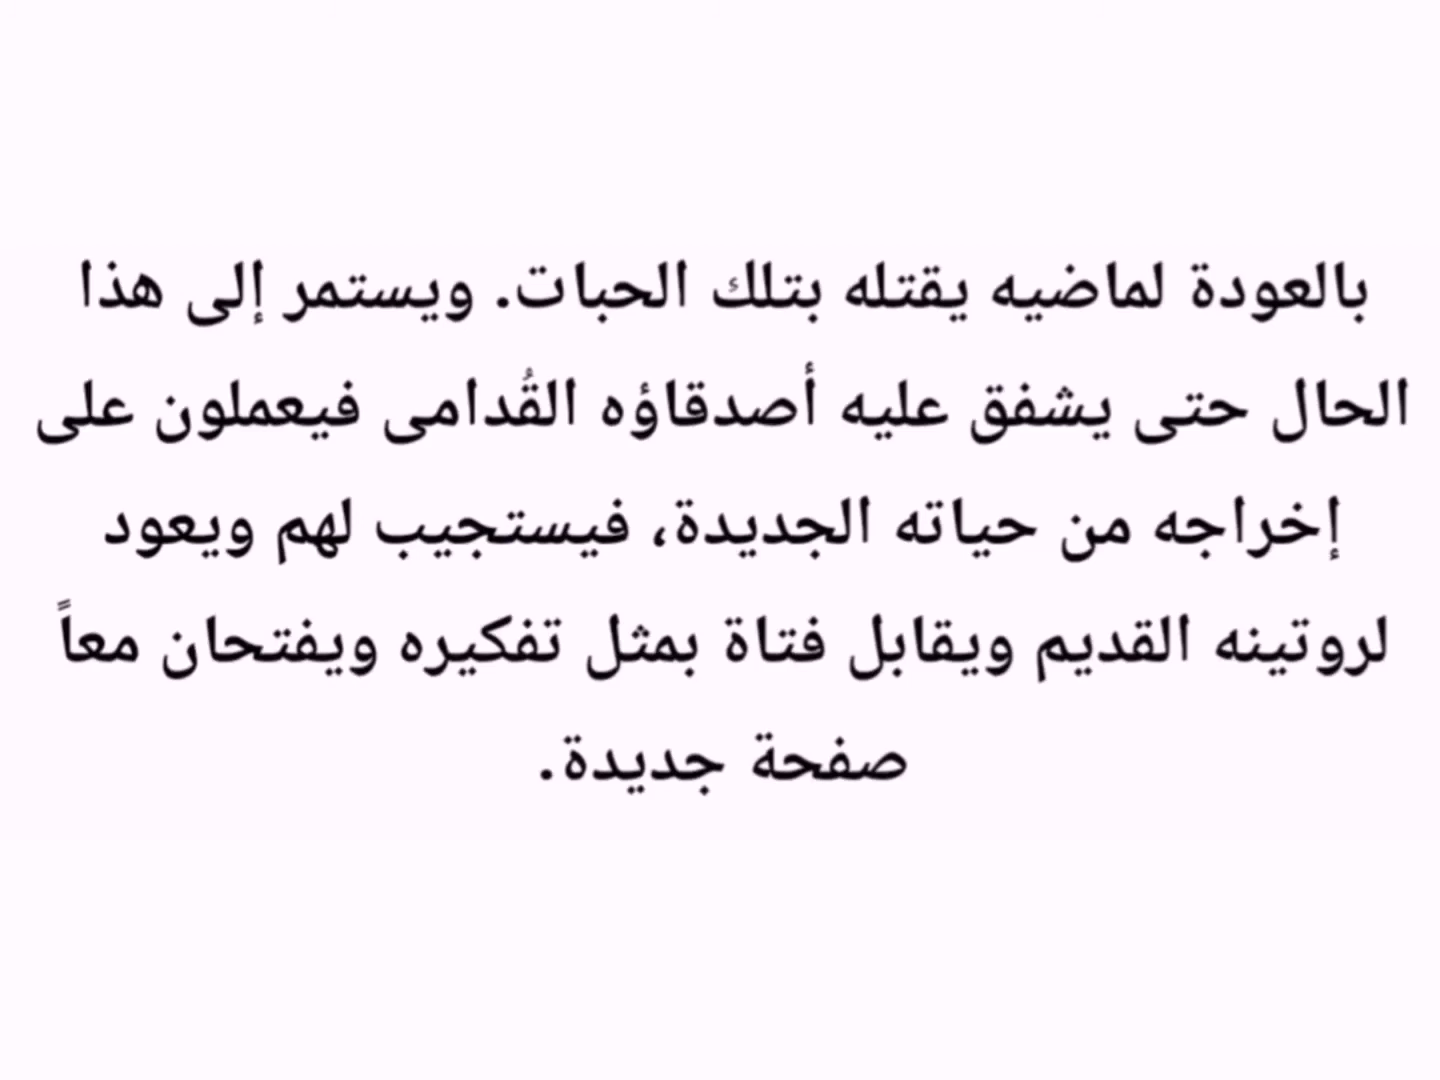 بالعودة لماضيه يقتله بتلك الحبات. ويستمر إلى هذا
الحال حتى يشفق عليه أصدقاؤه القُدامى فيعملون على
إخراجه من حياته الجديدة، فيستجيب لهم ويعود
لروتينه القديم ويقابل فتاة بمثل تفكيره ويفتحان معاً
صفحة جديدة.